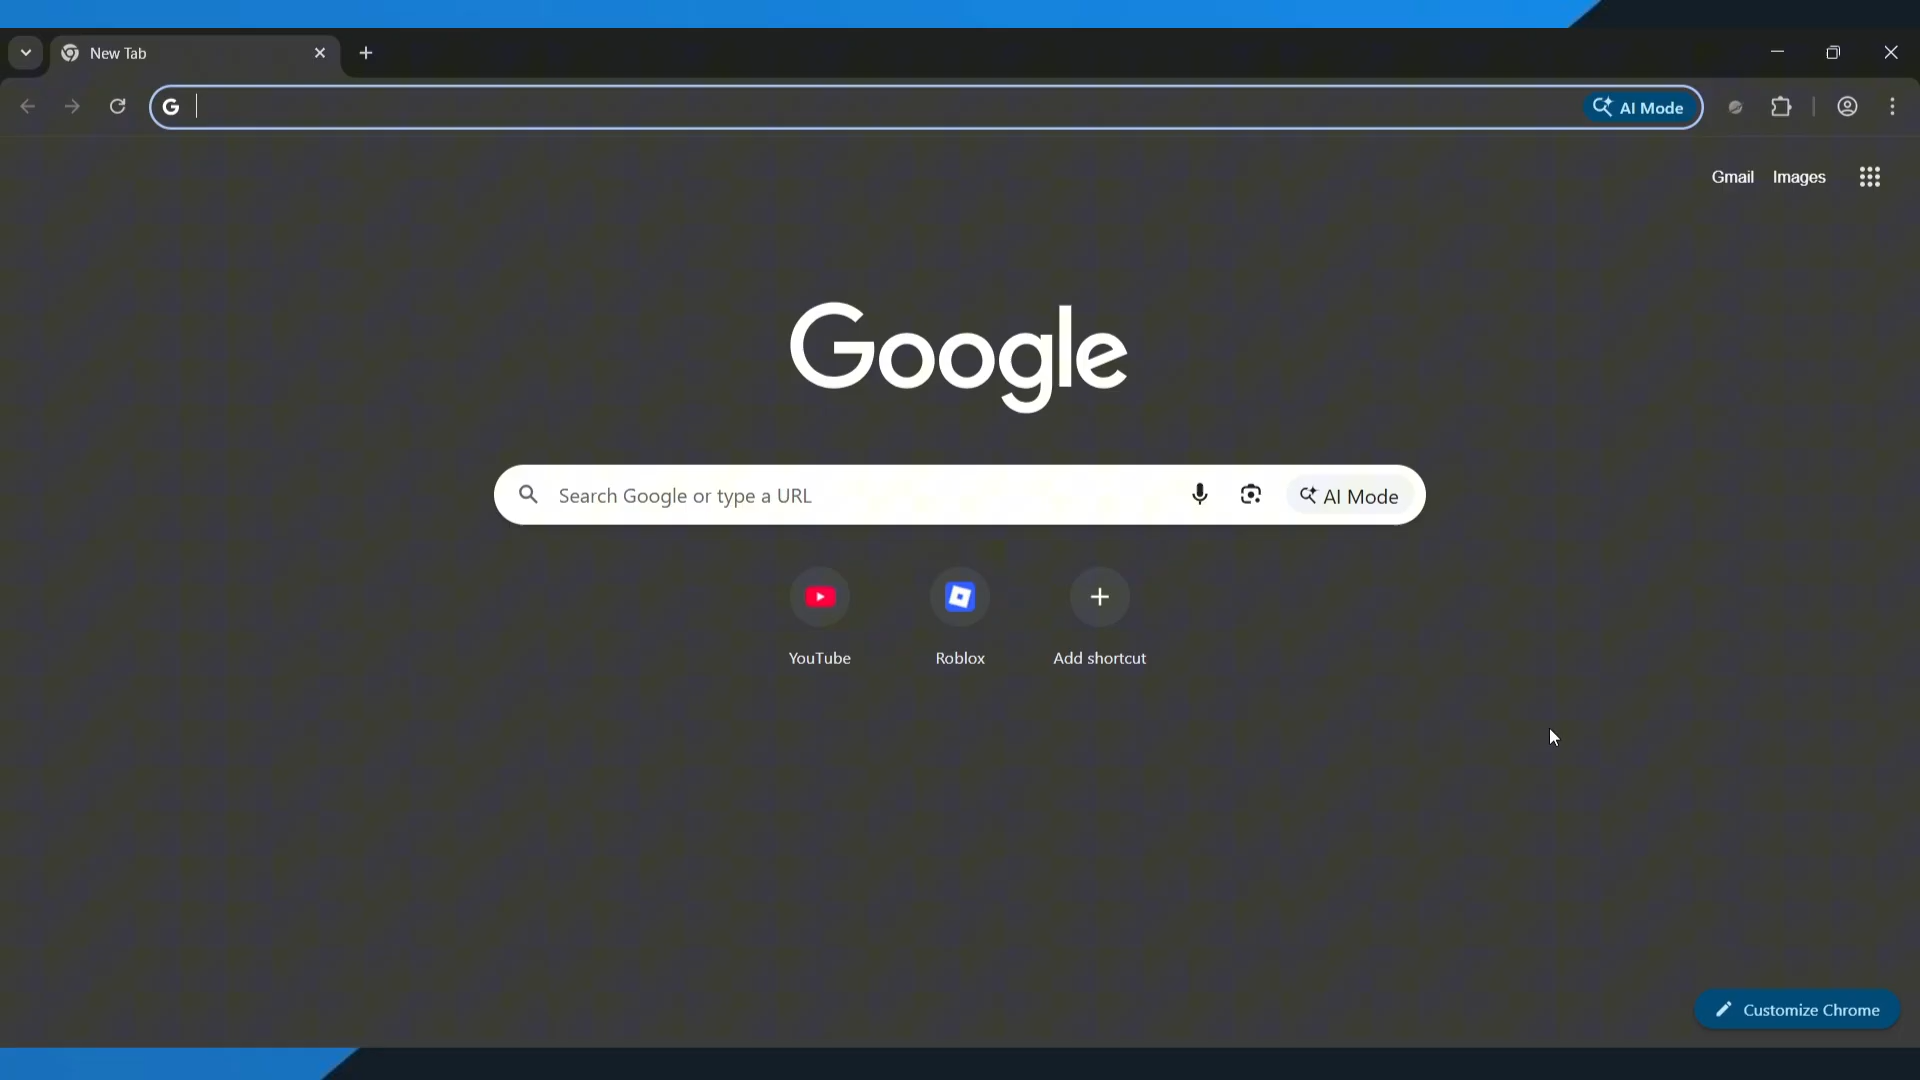 New Tab
AI Mode
Gmail Images
Google
Search Google or type a URL
AI Mode
YouTube
Roblox
Add shortcut
Customize Chrome